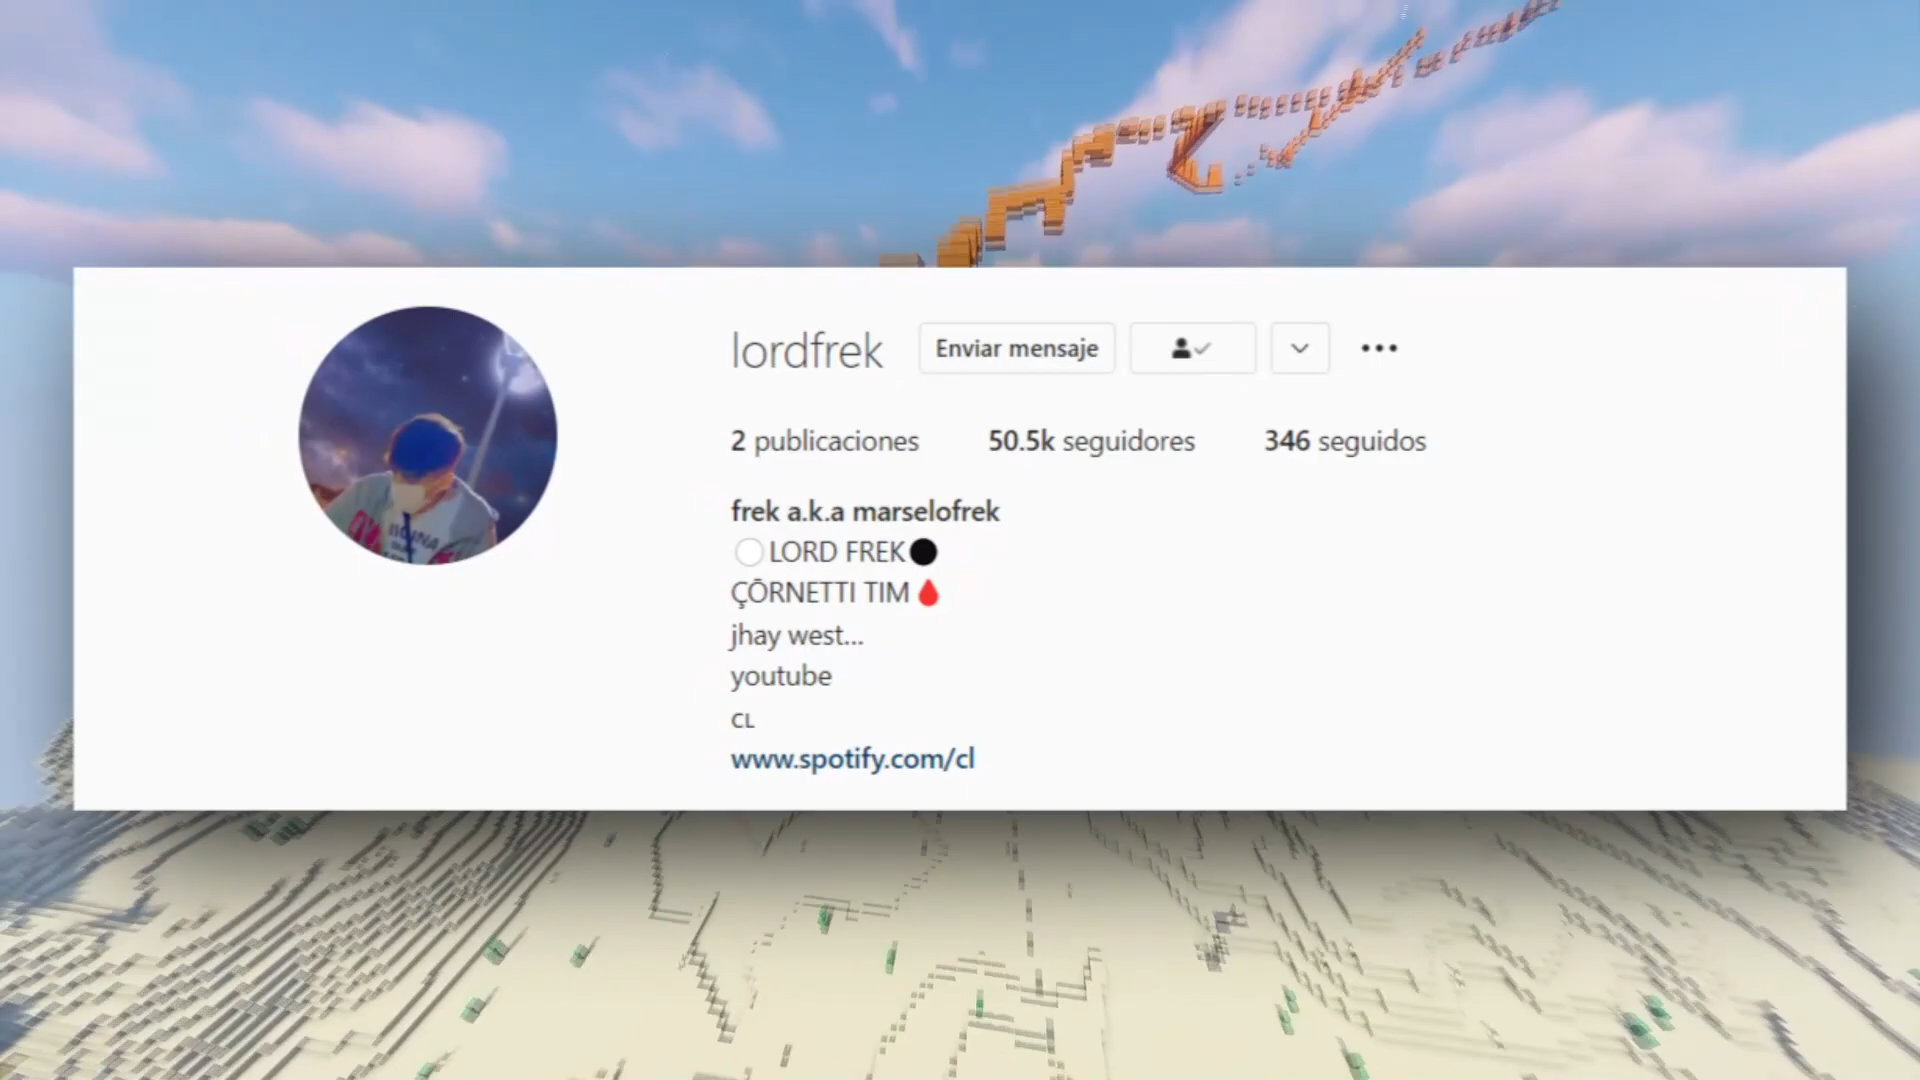 lordfrek Enviar mensaje
2 publicaciones 50.5k seguidores 346 seguidos
frek a.k.a marselofrek
LORD FREK
ÇŌRNETTI TIM
jhay west...
youtube
CL
www.spotify.com/cl